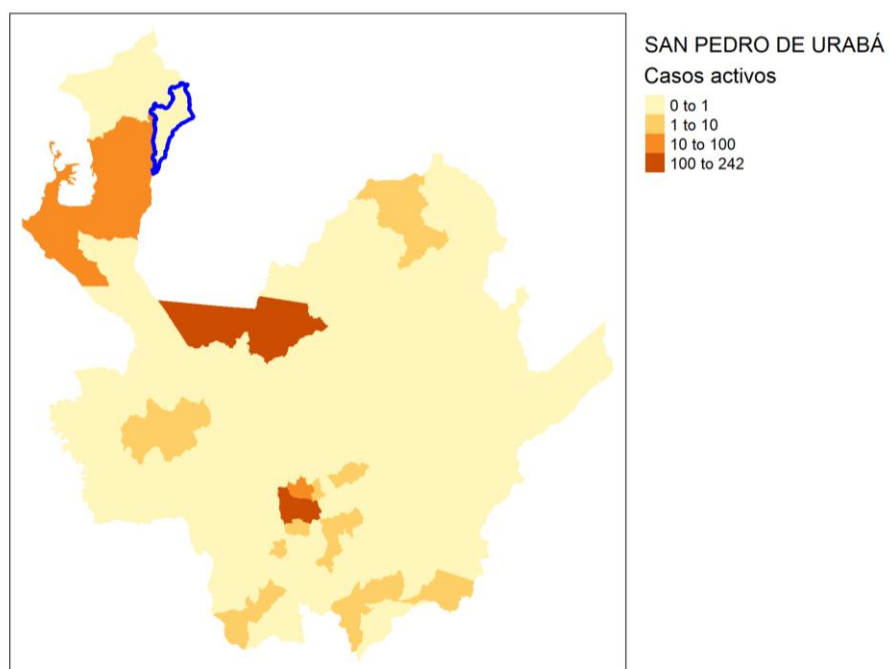 SAN PEDRO DE URABÁ
Casos activos
0 to 1
1 to 10
10 to 100
100 to 242